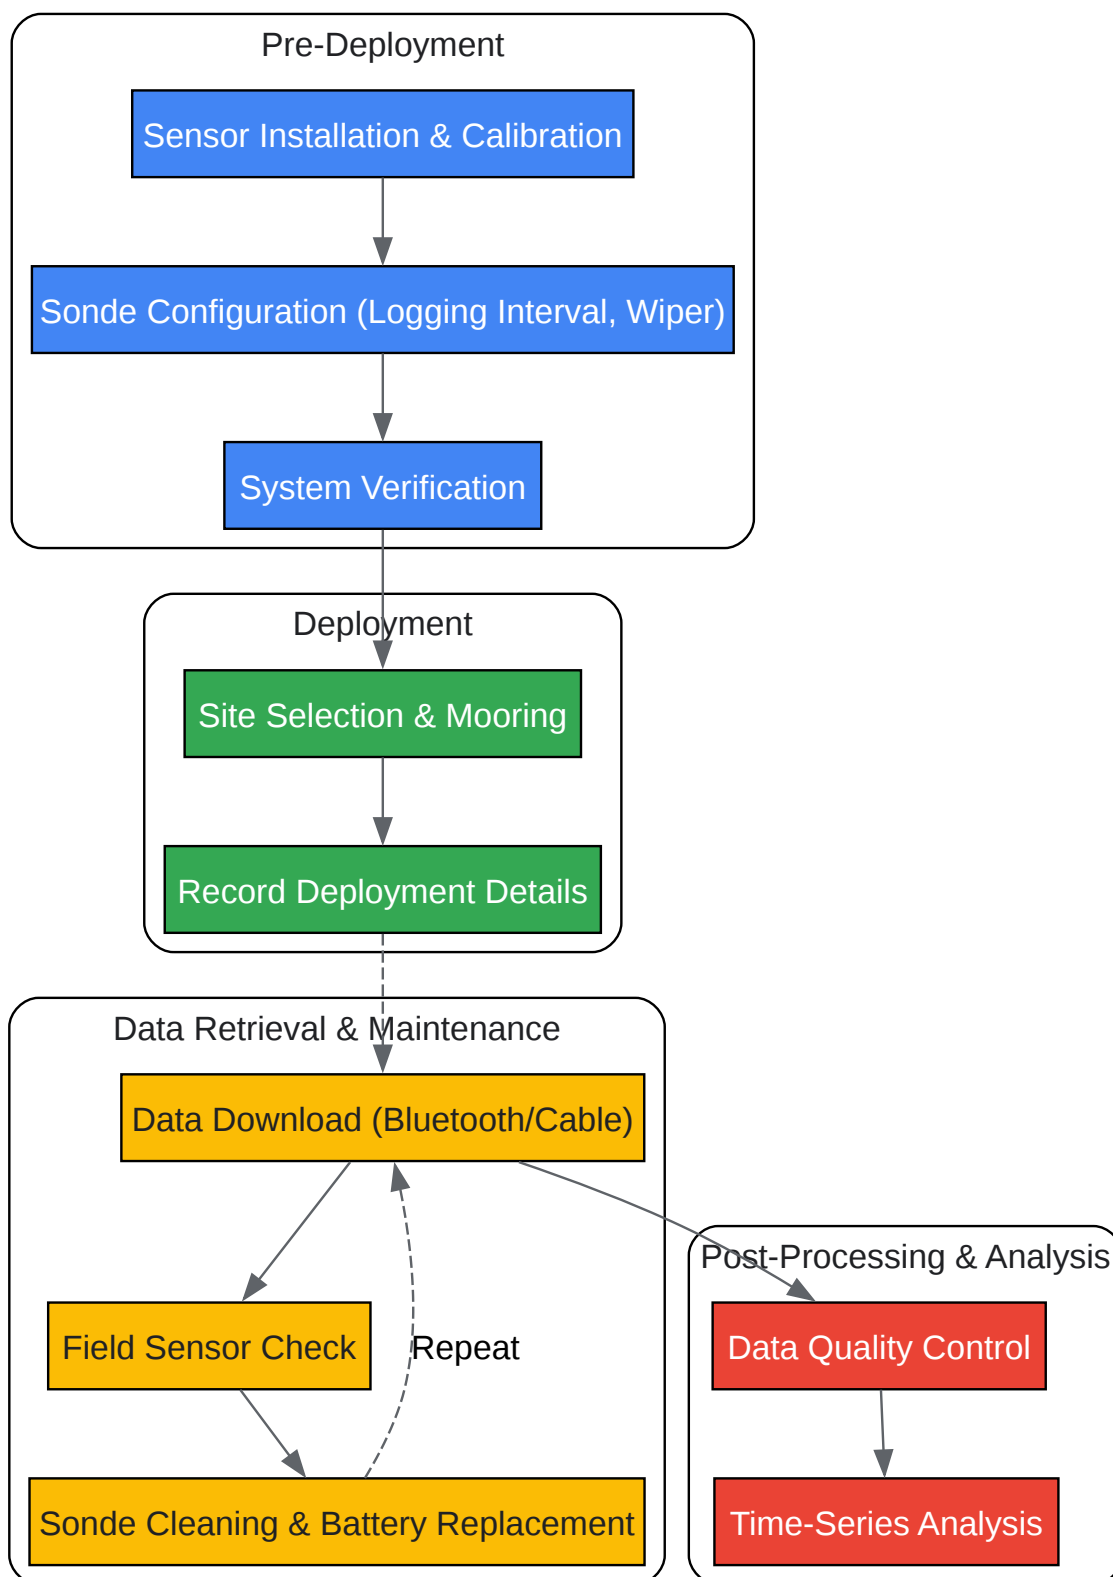 Pre-Deployment
Sensor Installation & Calibration
Sonde Configuration (Logging Interval, Wiper)
System Verification
Deployment
Site Selection & Mooring
Record Deployment Details
Data Retrieval & Maintenance
Data Download (Bluetooth/Cable)
Post-Processing & Analysis
Field Sensor Check
Repeat
Data Quality Control
Sonde Cleaning & Battery Replacement
Time-Series Analysis